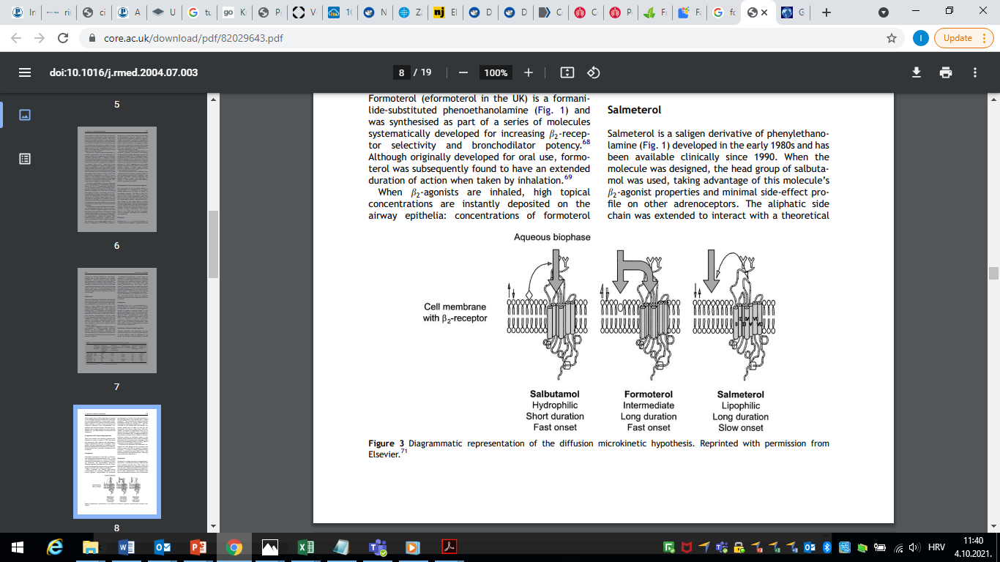 In
ri
ci
A
A
U
tu
go
K
P
V
10
N
Z
nj
E
D
D
C
C
P
F
F
fo
G
core.ac.uk/download/pdf/82029643.pdf
I
Update
doi:10.1016/j.rmed.2004.07.003
8 / 19
100%
5
6
7
8
Formoterol (eformoterol in the UK) is a formani-
lide-substituted phenoethanolamine (Fig. 1) and
was synthesised as part of a series of molecules
systematically developed for increasing β2-recep-
tor selectivity and bronchodilator potency.68
Although originally developed for oral use, formo-
terol was subsequently found to have an extended
duration of action when taken by inhalation.69
When β2-agonists are inhaled, high topical
concentrations are instantly deposited on the
airway epithelia: concentrations of formoterol
Salmeterol
Salmeterol is a saligen derivative of phenylethano-
lamine (Fig. 1) developed in the early 1980s and has
been available clinically since 1990. When the
molecule was designed, the head group of salbuta-
mol was used, taking advantage of this molecule's
β2-agonist properties and minimal side-effect pro-
file on other adrenoceptors. The aliphatic side
chain was extended to interact with a theoretical
Aqueous biophase
Cell membrane
with β2-receptor
Salbutamol
Hydrophilic
Short duration
Fast onset
Formoterol
Intermediate
Long duration
Fast onset
Salmeterol
Lipophilic
Long duration
Slow onset
Figure 3 Diagrammatic representation of the diffusion microkinetic hypothesis. Reprinted with permission from
Elsevier.71
HRV
11:40
4.10.2021.